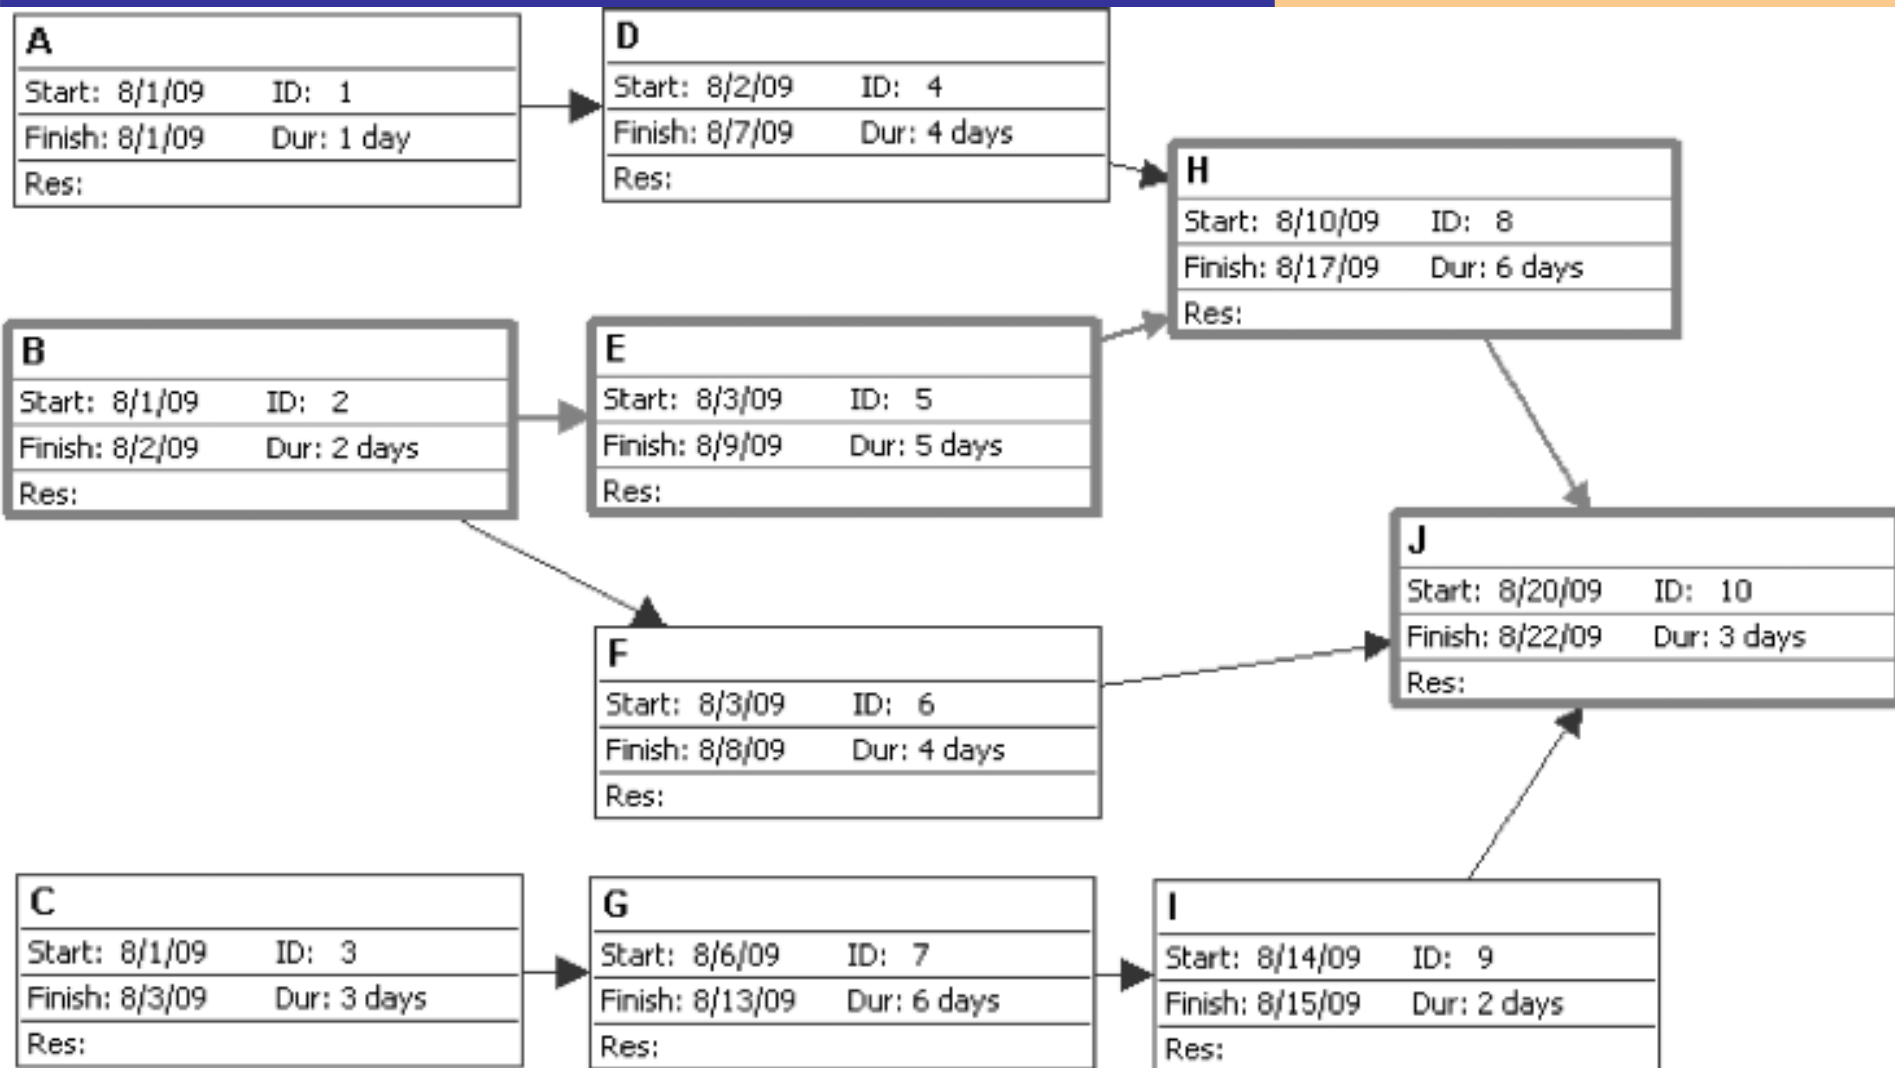 A
Start: 8/1/09 ID: 1
Finish: 8/1/09 Dur: 1 day
Res:
D
Start: 8/2/09 ID: 4
Finish: 8/7/09 Dur: 4 days
Res:
H
Start: 8/10/09 ID: 8
Finish: 8/17/09 Dur: 6 days
Res:
B
Start: 8/1/09 ID: 2
Finish: 8/2/09 Dur: 2 days
Res:
E
Start: 8/3/09 ID: 5
Finish: 8/9/09 Dur: 5 days
Res:
J
Start: 8/20/09 ID: 10
Finish: 8/22/09 Dur: 3 days
Res:
F
Start: 8/3/09 ID: 6
Finish: 8/8/09 Dur: 4 days
Res:
C
Start: 8/1/09 ID: 3
Finish: 8/3/09 Dur: 3 days
Res:
G
Start: 8/6/09 ID: 7
Finish: 8/13/09 Dur: 6 days
Res:
I
Start: 8/14/09 ID: 9
Finish: 8/15/09 Dur: 2 days
Res: